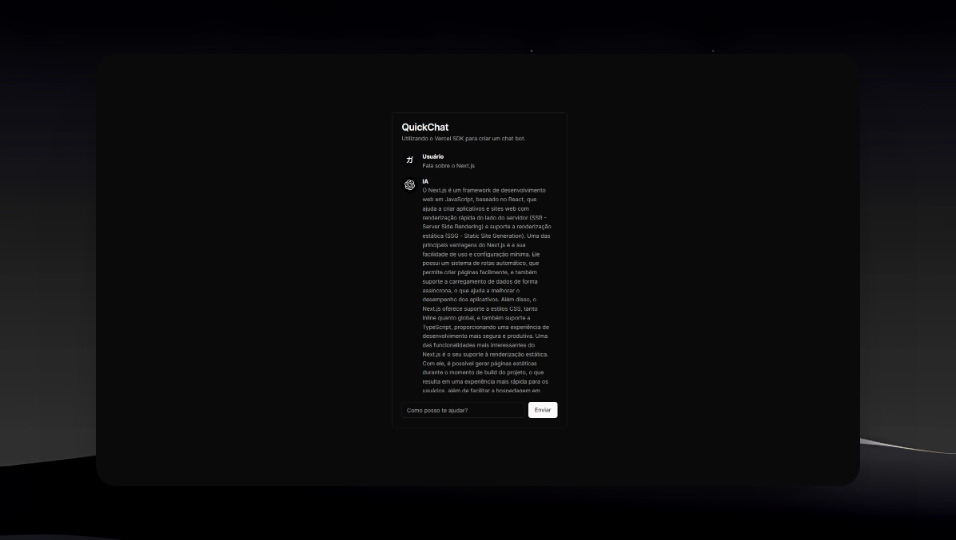 QuickChat
Utilizando o Vercel SDK para criar um chat bot.
Usuário
Fala sobre o Next.js
IA
O Next.js é um framework de desenvolvimento
web em JavaScript, baseado no React, que
ajuda a criar aplicativos e sites web com
renderização rápida do lado do servidor (SSR -
Server Side Rendering) e suporte a renderização
estática (SSG - Static Site Generation). Uma das
principais vantagens do Next.js é a sua
facilidade de uso e configuração mínima. Ele
possui um sistema de rotas automático, que
permite criar páginas facilmente, e também
suporte a carregamento de dados de forma
assíncrona, o que ajuda a melhorar o
desempenho dos aplicativos. Além disso, o
Next.js oferece suporte a estilos CSS, tanto
inline quanto global, e também suporte a
TypeScript, proporcionando uma experiência de
desenvolvimento mais segura e produtiva. Uma
das funcionalidades mais interessantes do
Next.js é o seu suporte à renderização estática.
Com ele, é possível gerar páginas estáticas
durante o momento de build do projeto, o que
resulta em uma experiência mais rápida para os
usuários, além de facilitar a hospedagem em
Como posso te ajudar?
Enviar